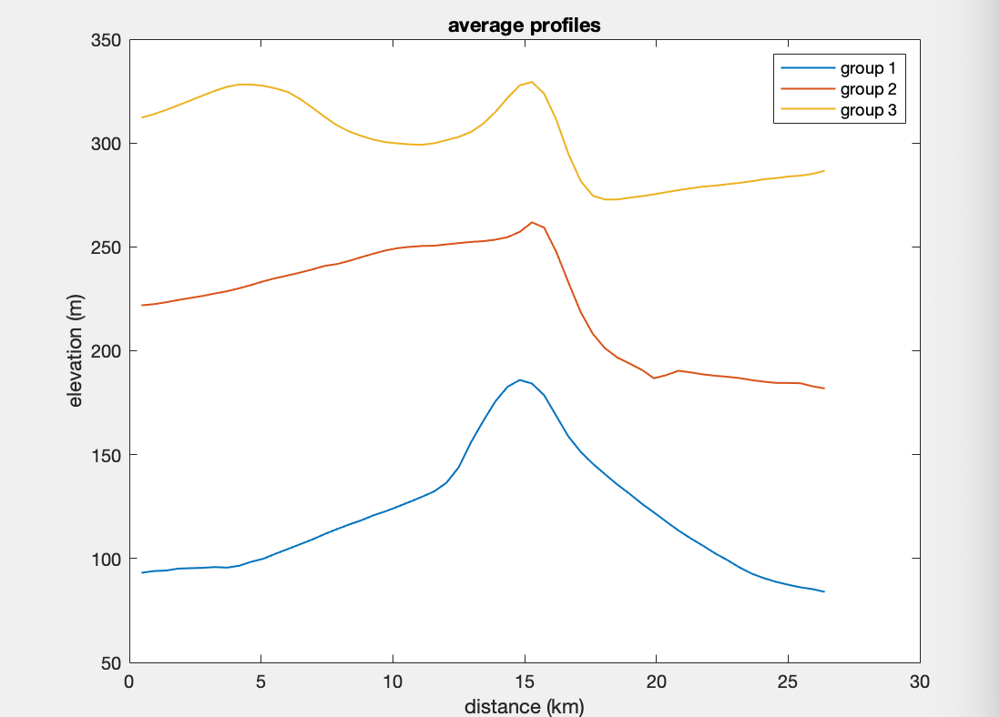 average profiles
350
300
250
200
150
100
50
elevation (m)
group 1
group 2
group 3
0 5 10 15 20 25 30
distance (km)